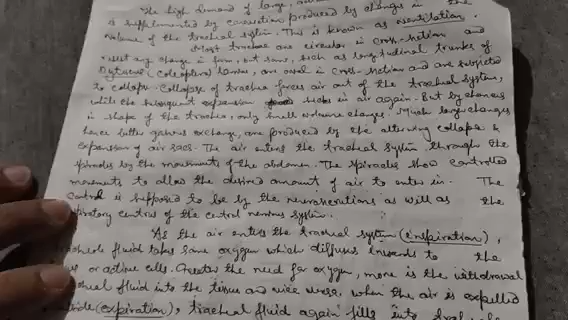 The high demand of large,
is supplemented by convection produced by changes in the
volume of the tracheal system. This is known as ventilation.
Most tracheae are circular in cross-section and
resist any change in form, but some, such as longitudinal trunks of
Dytiscus (Coleoptera) larvae, are oval in cross-section and are subjected
to collapse. Collapse of trachea forces air out of the tracheal system,
while the subsequent expansion sucks in air again. But by changes
in shape of the trachea, only small volume changes. Much larger changes
hence better gaseous exchange, are produced by the altering collapse &
expansion of air sacs. The air enters the tracheal system through the
spiracles by the movements of the abdomen. The spiracles show controlled
movements to allow the desired amount of air to enter in. The
control is supposed to be by the neurosecretions as well as the
respiratory centres of the central nervous system.
As the air enters the tracheal system (inspiration),
tracheole fluid takes some oxygen which diffuses inwards to the
or active cells. Greater the need for oxygen, more is the withdrawal
tracheal fluid into the tissue and vice versa, when the air is expelled
(expiration), tracheal fluid again fills into